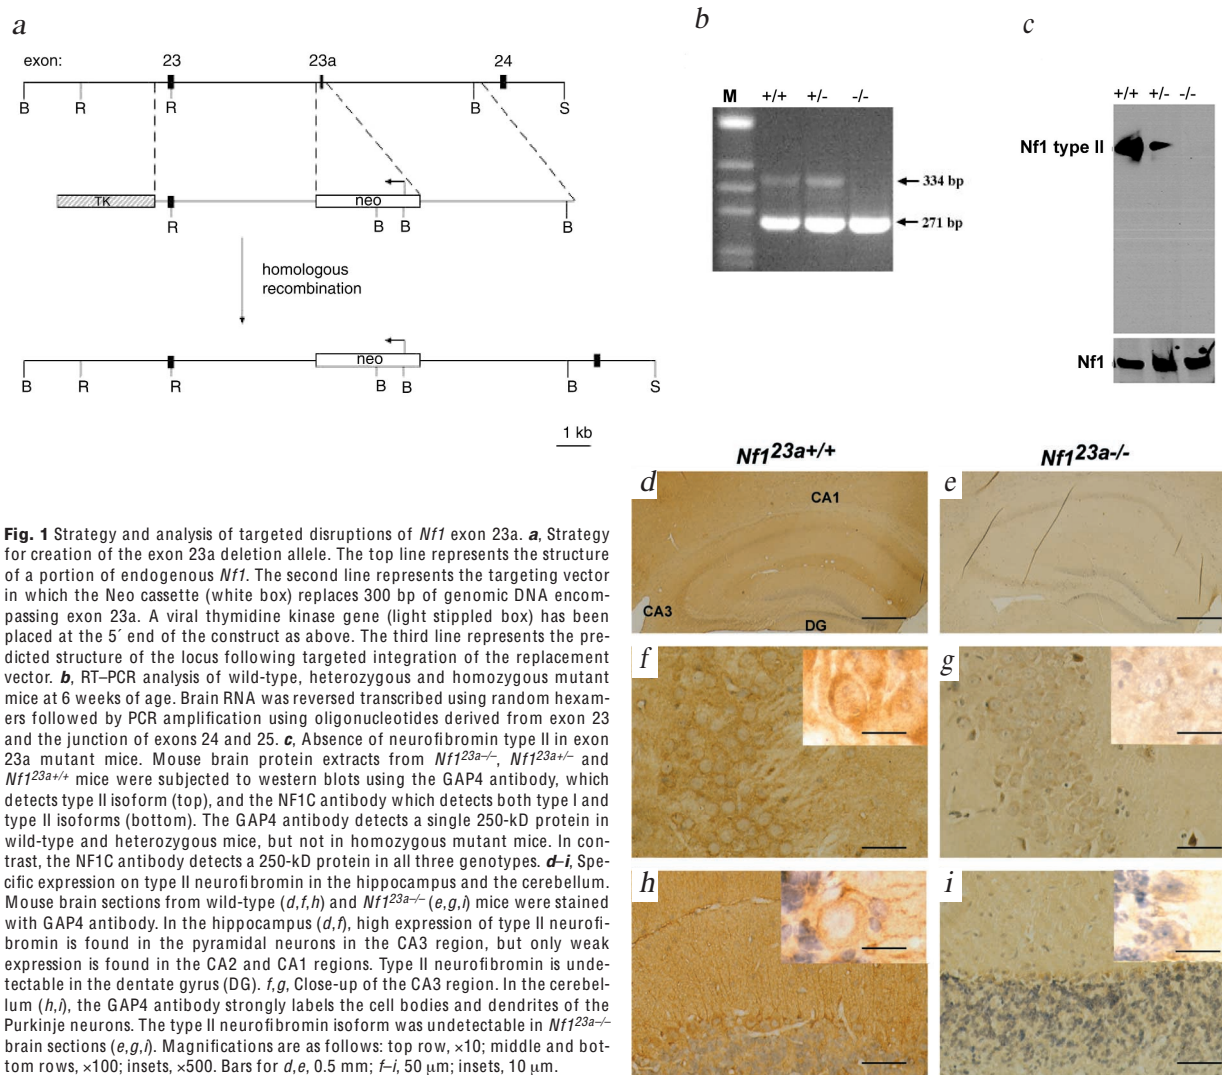 a
exon: 23 23a 24
B R R B S
TK neo
R B B B
homologous
recombination
neo
B R R B B B S
1 kb
b
M +/+ +/- -/-
334 bp
271 bp
c
+/+ +/- -/-
Nf1 type II
Nf1
Nf1 23a+/+ Nf1 23a-/-
d e
CA1
CA3
DG
f g
h i
Fig. 1 Strategy and analysis of targeted disruptions of Nf1 exon 23a. a, Strategy
for creation of the exon 23a deletion allele. The top line represents the structure
of a portion of endogenous Nf1. The second line represents the targeting vector
in which the Neo cassette (white box) replaces 300 bp of genomic DNA encom-
passing exon 23a. A viral thymidine kinase gene (light stippled box) has been
placed at the 5´ end of the construct as above. The third line represents the pre-
dicted structure of the locus following targeted integration of the replacement
vector. b, RT–PCR analysis of wild-type, heterozygous and homozygous mutant
mice at 6 weeks of age. Brain RNA was reversed transcribed using random hexam-
ers followed by PCR amplification using oligonucleotides derived from exon 23
and the junction of exons 24 and 25. c, Absence of neurofibromin type II in exon
23a mutant mice. Mouse brain protein extracts from Nf1 23a–/–, Nf1 23a+/– and
Nf1 23a+/+ mice were subjected to western blots using the GAP4 antibody, which
detects type II isoform (top), and the NF1C antibody which detects both type I and
type II isoforms (bottom). The GAP4 antibody detects a single 250-kD protein in
wild-type and heterozygous mice, but not in homozygous mutant mice. In con-
trast, the NF1C antibody detects a 250-kD protein in all three genotypes. d–i, Spe-
cific expression on type II neurofibromin in the hippocampus and the cerebellum.
Mouse brain sections from wild-type (d,f,h) and Nf1 23a–/– (e,g,i) mice were stained
with GAP4 antibody. In the hippocampus (d,f), high expression of type II neurofi-
bromin is found in the pyramidal neurons in the CA3 region, but only weak
expression is found in the CA2 and CA1 regions. Type II neurofibromin is unde-
tectable in the dentate gyrus (DG). f,g, Close-up of the CA3 region. In the cerebel-
lum (h,i), the GAP4 antibody strongly labels the cell bodies and dendrites of the
Purkinje neurons. The type II neurofibromin isoform was undetectable in Nf1 23a–/–
brain sections (e,g,i). Magnifications are as follows: top row, ×10; middle and bot-
tom rows, ×100; insets, ×500. Bars for d,e, 0.5 mm; f–i, 50 µm; insets, 10 µm.